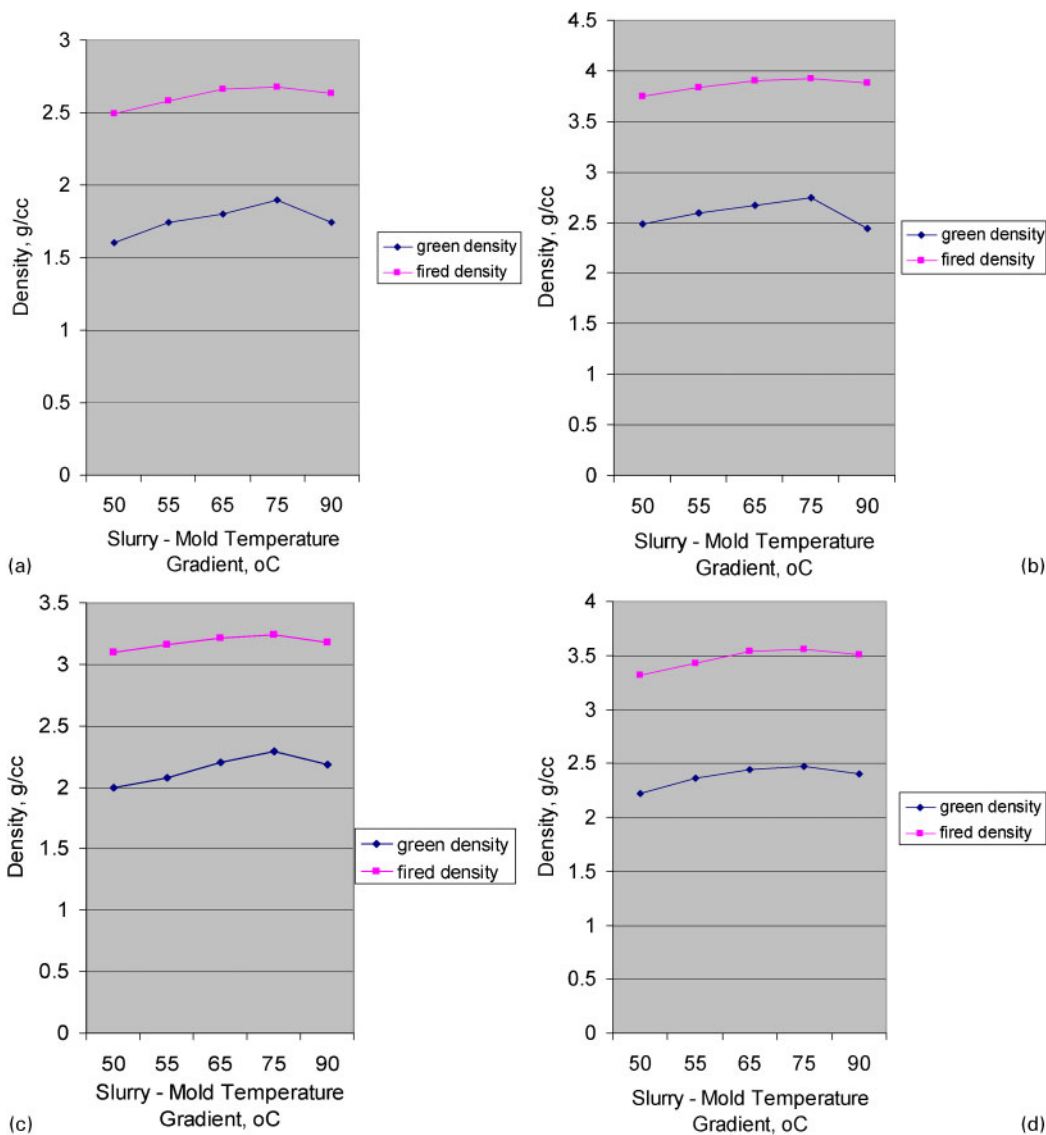 3
2.5
2
1.5
1
0.5
0
Density, g/cc
50 55 65 75 90
Slurry - Mold Temperature
Gradient, oC
green density
fired density
(a)
4.5
4
3.5
3
2.5
2
1.5
1
0.5
0
Density, g/cc
50 55 65 75 90
Slurry - Mold Temperature
Gradient, oC
green density
fired density
(b)
3.5
3
2.5
2
1.5
1
0.5
0
Density, g/cc
50 55 65 75 90
Slurry - Mold Temperature
Gradient, oC
green density
fired density
(c)
4
3.5
3
2.5
2
1.5
1
0.5
0
Density, g/cc
50 55 65 75 90
Slurry - Mold Temperature
Gradient, oC
green density
fired density
(d)